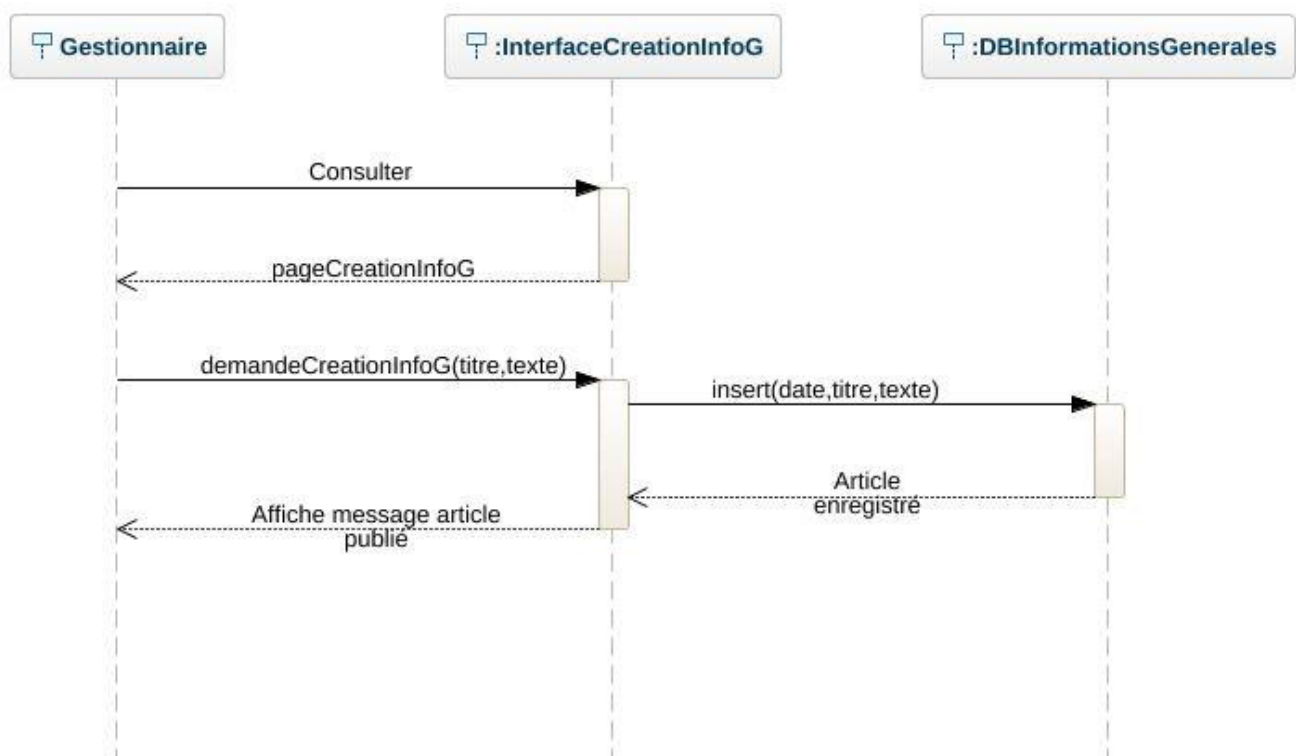 Gestionnaire
:InterfaceCreationInfoG
:DBInformationsGenerales
Consulter
pageCreationInfoG
demandeCreationInfoG(titre,texte)
insert(date,titre,texte)
Article
enregistré
Affiche message article
publié